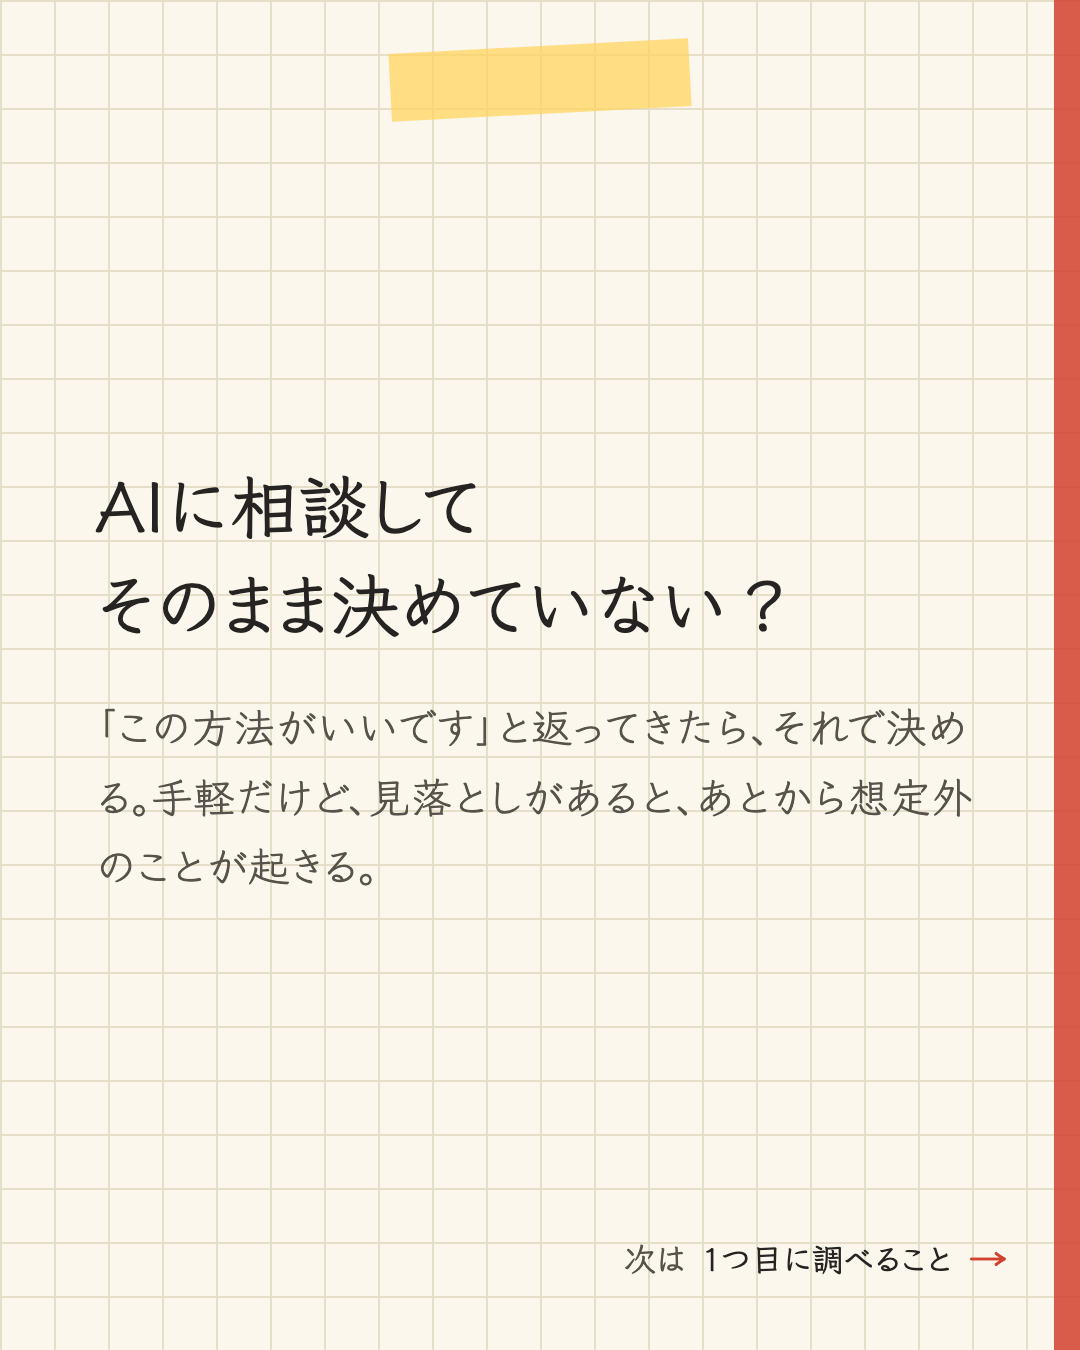 AIに相談して
そのまま決めていない？
「この方法がいいです」と返ってきたら、それで決め
る。手軽だけど、見落としがあると、あとから想定外
のことが起きる。
次は 1つ目に調べること →